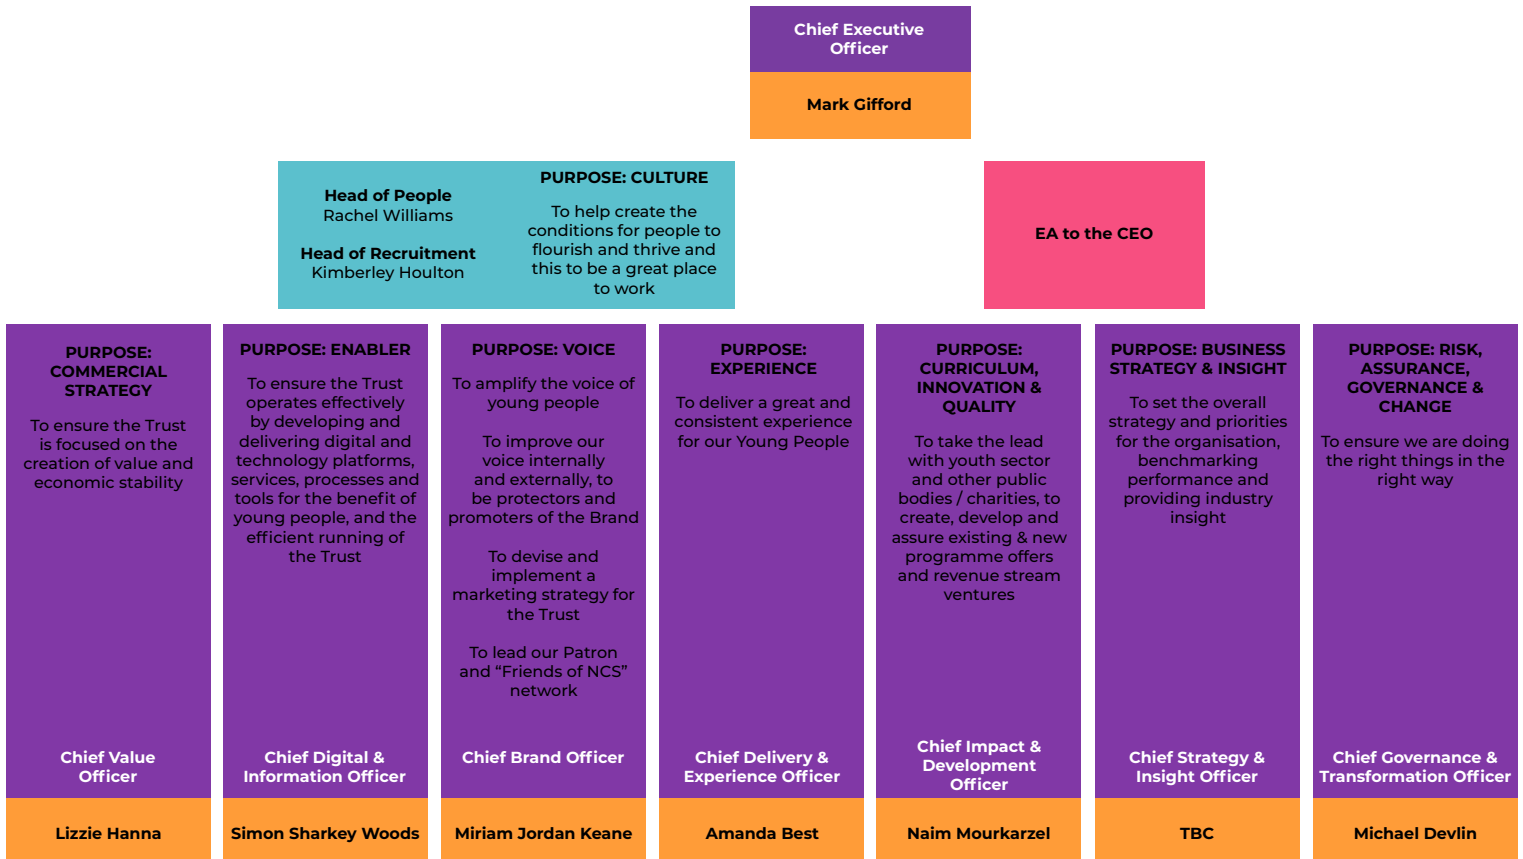 Chief Executive
Officer
Mark Gifford
Head of People
Rachel Williams
Head of Recruitment
Kimberley Houlton
PURPOSE: CULTURE
To help create the
conditions for people to
flourish and thrive and
this to be a great place
to work
EA to the CEO
PURPOSE:
COMMERCIAL
STRATEGY
To ensure the Trust
is focused on the
creation of value and
economic stability
Chief Value
Officer
Lizzie Hanna
PURPOSE: ENABLER
To ensure the Trust
operates effectively
by developing and
delivering digital and
technology platforms,
services, processes and
tools for the benefit of
young people, and the
efficient running of
the Trust
Chief Digital &
Information Officer
Simon Sharkey Woods
PURPOSE: VOICE
To amplify the voice of
young people
To improve our
voice internally
and externally, to
be protectors and
promoters of the Brand
To devise and
implement a
marketing strategy for
the Trust
To lead our Patron
and “Friends of NCS”
network
Chief Brand Officer
Miriam Jordan Keane
PURPOSE:
EXPERIENCE
To deliver a great and
consistent experience
for our Young People
Chief Delivery &
Experience Officer
Amanda Best
PURPOSE:
CURRICULUM,
INNOVATION &
QUALITY
To take the lead
with youth sector
and other public
bodies / charities, to
create, develop and
assure existing & new
programme offers
and revenue stream
ventures
Chief Impact &
Development
Officer
Naim Mourkarzel
PURPOSE: BUSINESS
STRATEGY & INSIGHT
To set the overall
strategy and priorities
for the organisation,
benchmarking
performance and
providing industry
insight
Chief Strategy &
Insight Officer
TBC
PURPOSE: RISK,
ASSURANCE,
GOVERNANCE &
CHANGE
To ensure we are doing
the right things in the
right way
Chief Governance &
Transformation Officer
Michael Devlin